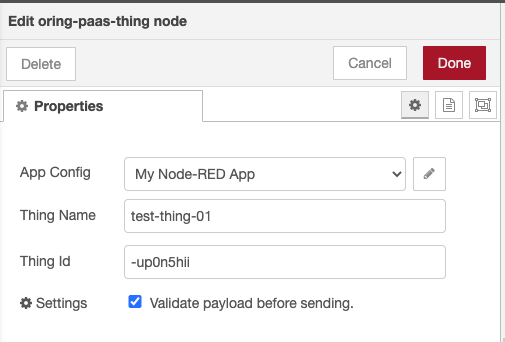 Edit oring-paas-thing node
Delete Cancel Done
Properties
App Config My Node-RED App
Thing Name test-thing-01
Thing Id -up0n5hii
Settings Validate payload before sending.